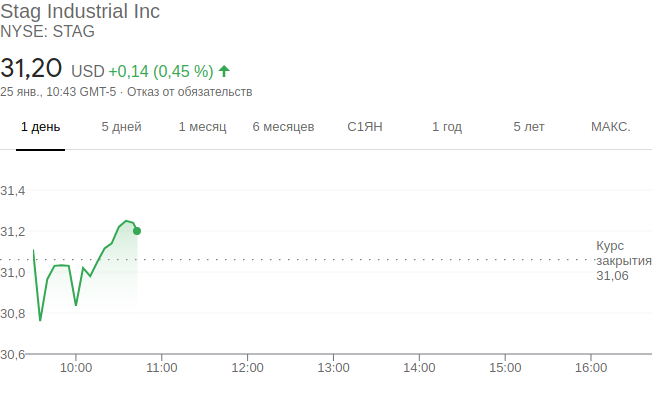 Stag Industrial Inc
NYSE: STAG
31,20 USD +0,14 (0,45 %)
25 янв., 10:43 GMT-5 · Отказ от обязательств
1 день 5 дней 1 месяц 6 месяцев С1ЯН 1 год 5 лет МАКС.
31,4
31,2
31,0
30,8
30,6
Курс
закрытия
31,06
10:00 11:00 12:00 13:00 14:00 15:00 16:00